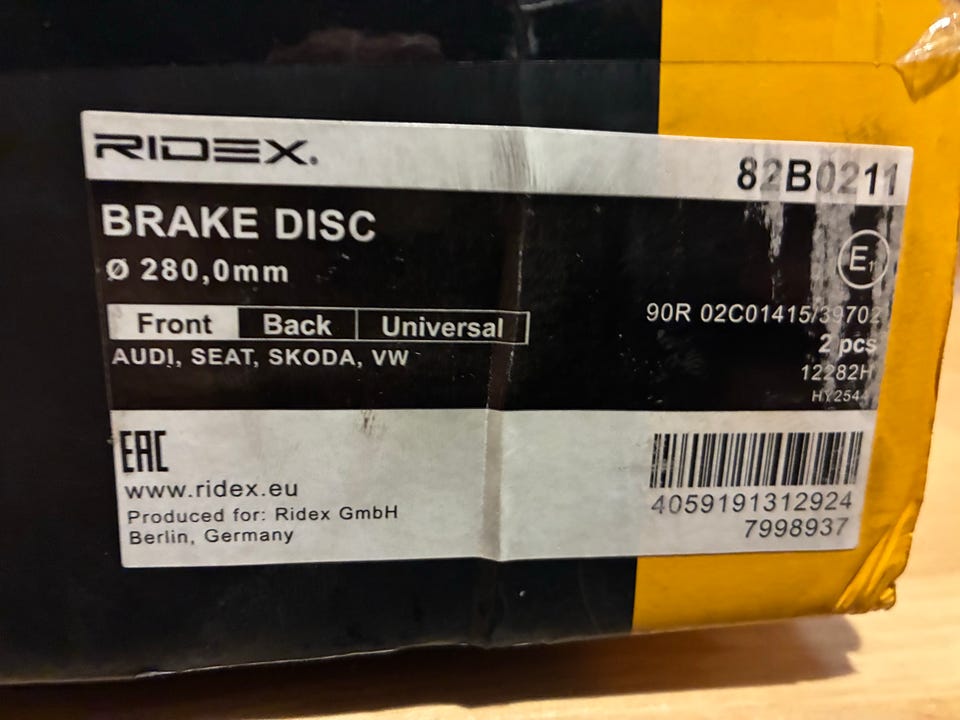 RIDEX.
82B0211
BRAKE DISC
Ø 280,0mm
E1
Front Back Universal
90R 02C01415/39702
AUDI, SEAT, SKODA, VW
2 pcs
12282H
EAC
www.ridex.eu
Produced for: Ridex GmbH
Berlin, Germany
4059191312924
7998937